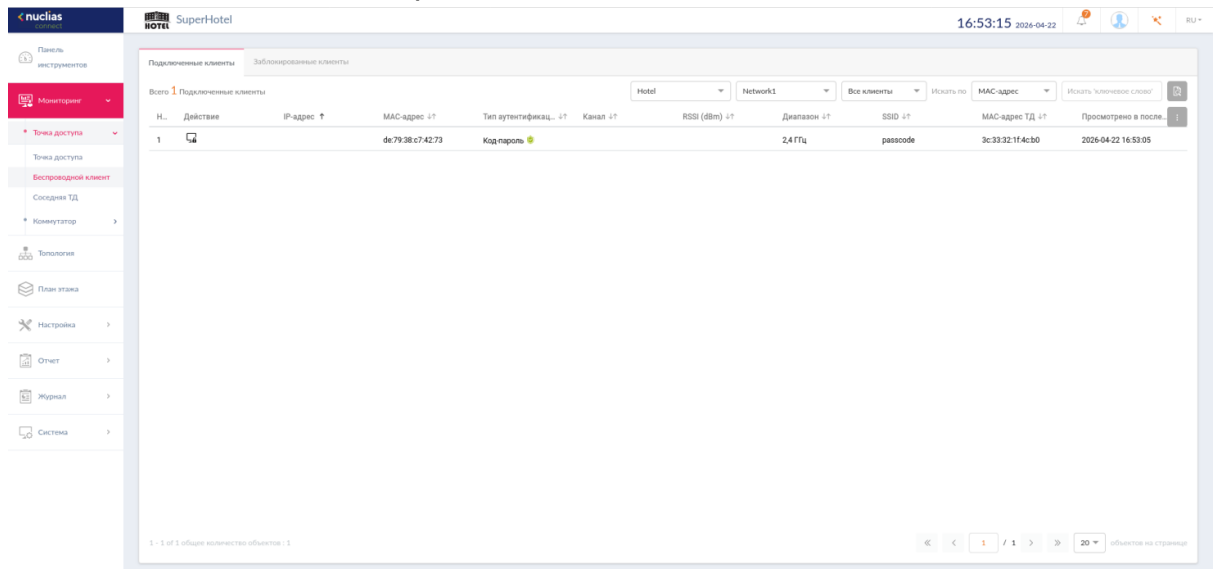 nuclias
connect
HOTEL
SuperHotel
16:53:15 2026-04-22
7
RU
Панель
инструментов
Мониторинг
Точка доступа
Точка доступа
Беспроводной клиент
Соседняя ТД
Коммутатор
Топология
План этажа
Настройка
Отчет
Журнал
Система
Подключенные клиенты Заблокированные клиенты
Всего 1 Подключенные клиенты
Hotel Network1 Все клиенты Искать по MAC-адрес Искать 'ключевое слово'
Н... Действие IP-адрес MAC-адрес Тип аутентификац... Канал RSSI (dBm) Диапазон SSID MAC-адрес ТД Просмотрено в после...
1 de:79:38:c7:42:73 Код-пароль 2,4 ГГц passcode 3c:33:32:1f:4c:b0 2026-04-22 16:53:05
1 - 1 of 1 общее количество объектов : 1
1 / 1 20 объектов на странице